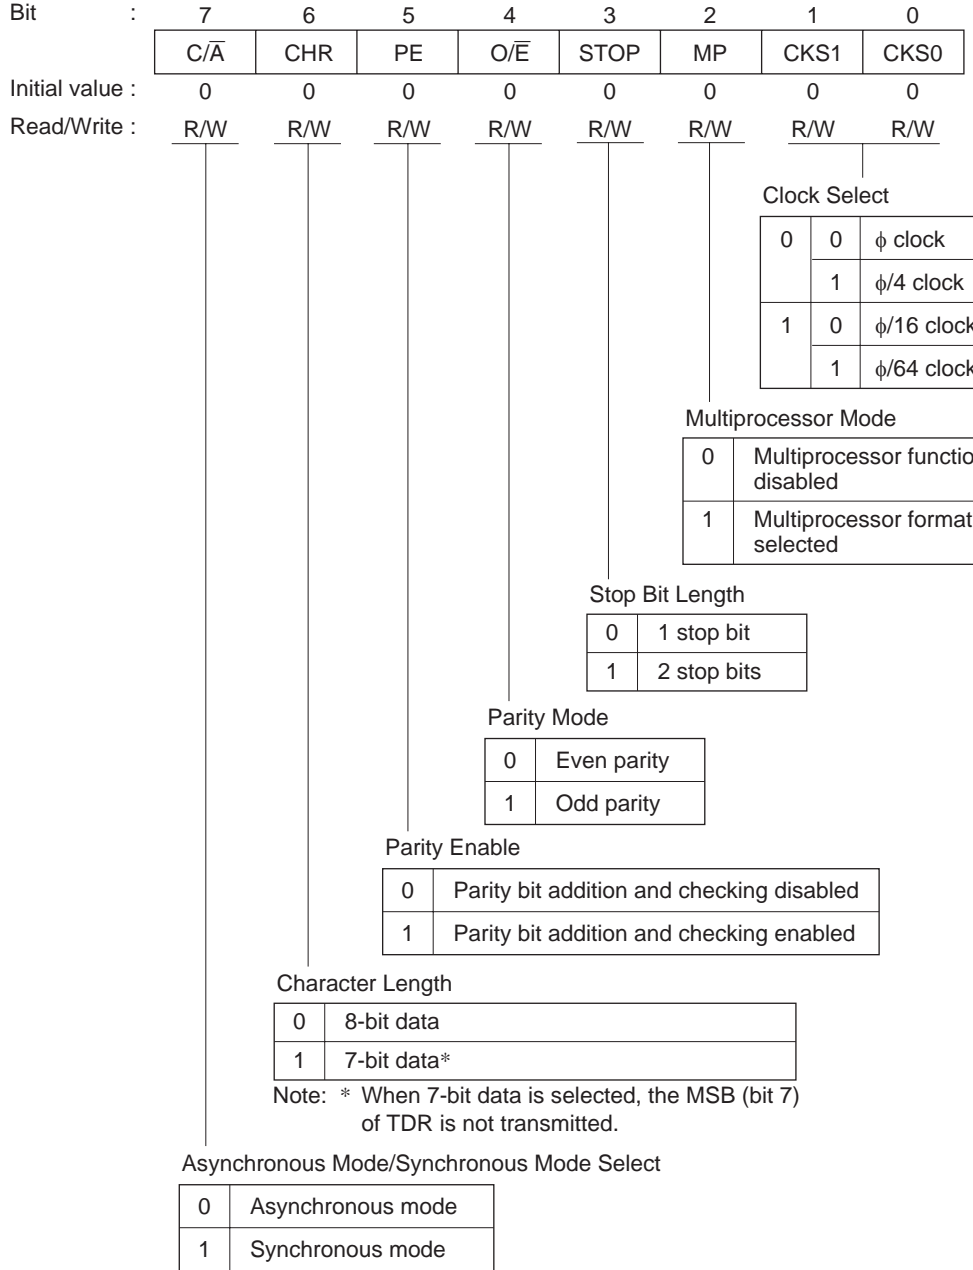 Bit : 7 6 5 4 3 2 1 0
C/A̅ CHR PE O/E̅ STOP MP CKS1 CKS0
Initial value : 0 0 0 0 0 0 0 0
Read/Write : R/W R/W R/W R/W R/W R/W R/W R/W
Clock Select
0 0 ϕ clock
1 ϕ/4 clock
1 0 ϕ/16 clock
1 ϕ/64 clock
Multiprocessor Mode
0 Multiprocessor functio
disabled
1 Multiprocessor format
selected
Stop Bit Length
0 1 stop bit
1 2 stop bits
Parity Mode
0 Even parity
1 Odd parity
Parity Enable
0 Parity bit addition and checking disabled
1 Parity bit addition and checking enabled
Character Length
0 8-bit data
1 7-bit data*
Note: * When 7-bit data is selected, the MSB (bit 7)
of TDR is not transmitted.
Asynchronous Mode/Synchronous Mode Select
0 Asynchronous mode
1 Synchronous mode